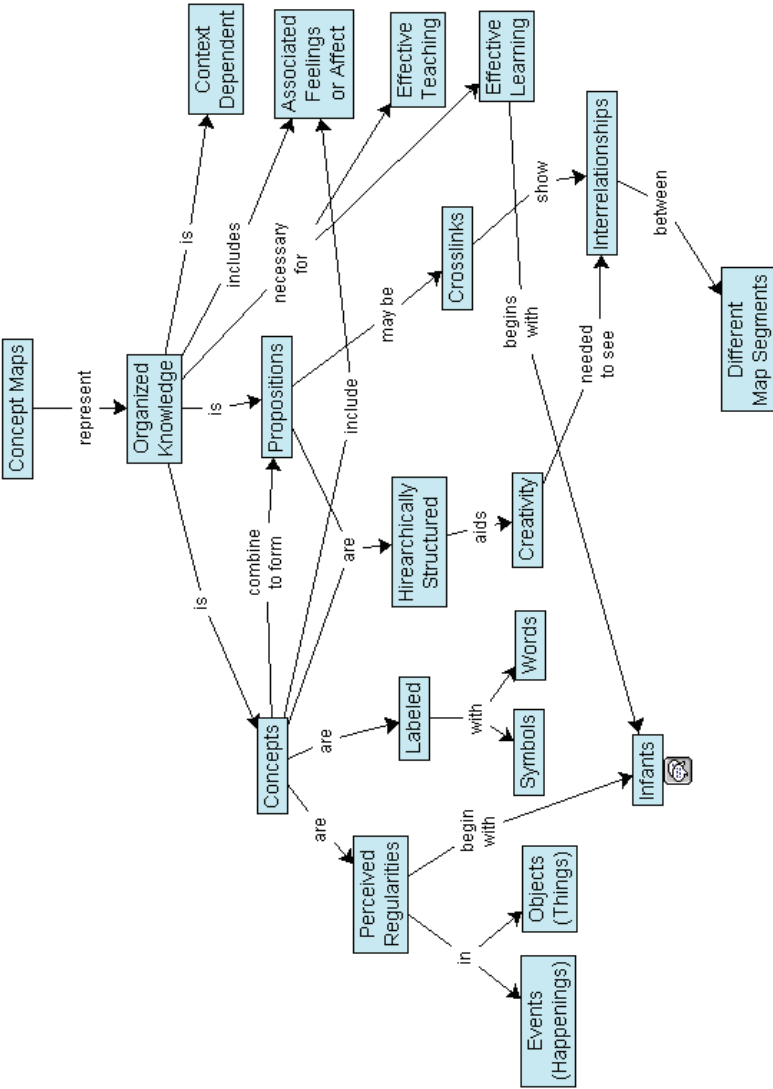 Concept Maps
represent
Organized
Knowledge
is
is
is
Context
Dependent
includes
Concepts
combine
to form
Propositions
necessary
for
Associated
Feelings
or Affect
are
are
are
include
may be
Effective
Teaching
Perceived
Regularities
Labeled
Hirearchically
Structured
Crosslinks
in
begin
with
with
aids
show
begins
with
Effective
Learning
Events
(Happenings)
Objects
(Things)
Symbols
Words
Creativity
needed
to see
Interrelationships
Infants
between
Different
Map Segments